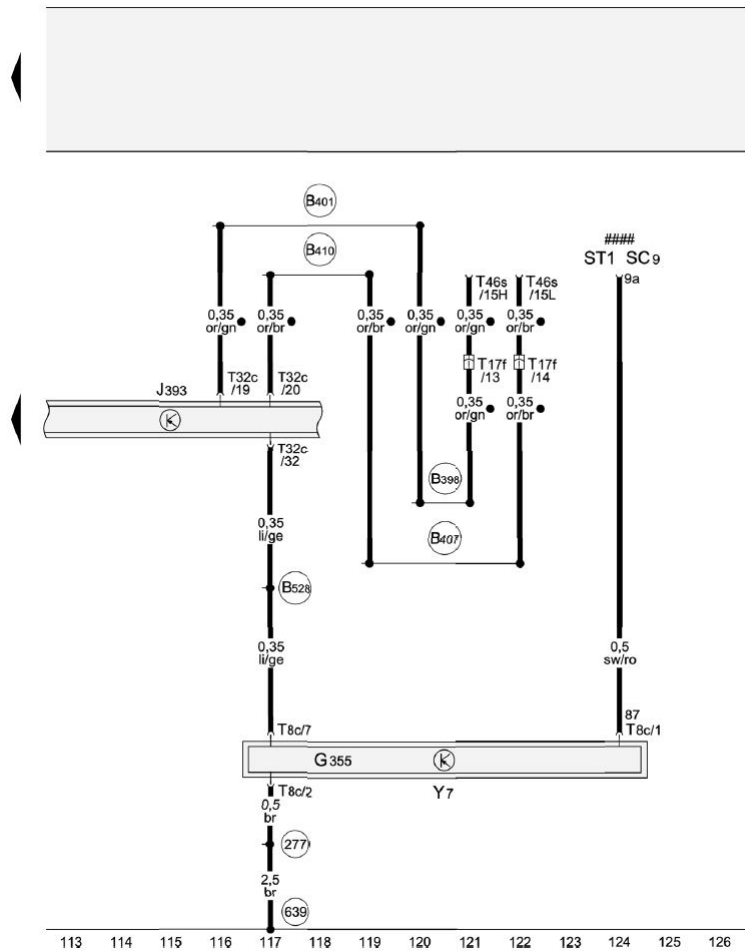 B401
####
B410
ST1 SC9
T46s
/15H
T46s
/15L
9a
0,35
or/gn
0,35
or/br
0,35
or/br
0,35
or/gn
0,35
or/gn
0,35
or/br
T17f
/13
T17f
/14
J393
T32c
/19
T32c
/20
0,35
or/gn
0,35
or/br
T32c
/32
B398
0,35
li/ge
B407
B528
0,35
li/ge
0,5
sw/ro
87
T8c/7
T8c/1
G355
T8c/2
Y7
0,5
br
277
2,5
br
639
113 114 115 116 117 118 119 120 121 122 123 124 125 126